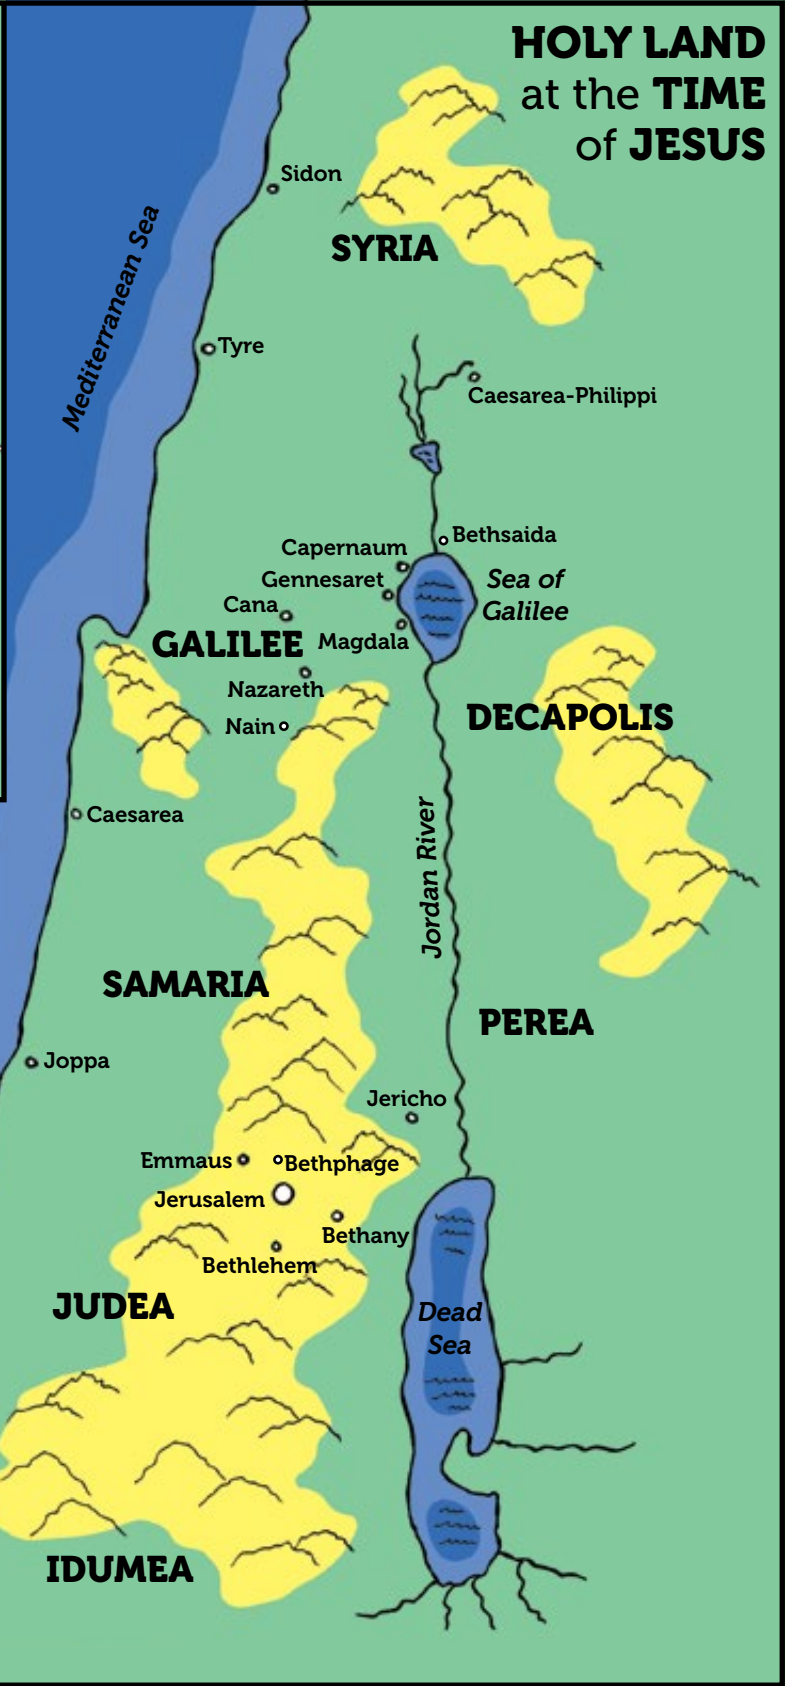 HOLY LAND
at the TIME
of JESUS
Sidon
Mediterranean Sea
SYRIA
Tyre
Caesarea-Philippi
Bethsaida
Capernaum
Gennesaret
Sea of
Galilee
Cana
GALILEE
Magdala
Nazareth
DECAPOLIS
Nain
Caesarea
Jordan River
SAMARIA
PEREA
Joppa
Jericho
Emmaus
Bethphage
Jerusalem
Bethany
Bethlehem
JUDEA
Dead
Sea
IDUMEA